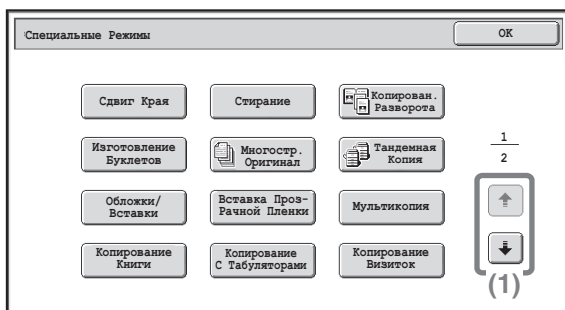 Специальные Режимы
OK
Сдвиг Края
Стирание
Копирован.
Разворота
Изготовление
Буклетов
Многостр.
Оригинал
Тандемная
Копия
1
2
Обложки/
Вставки
Вставка Проз-
Рачной Пленки
Мультикопия
Копирование
Книги
Копирование
С Табуляторами
Копирование
Визиток
(1)